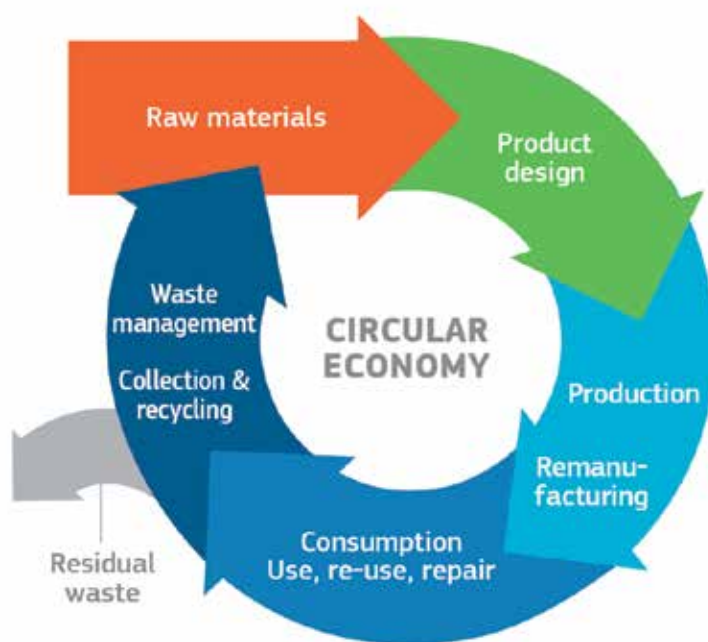 Raw materials
Product
design
Waste
management
CIRCULAR
ECONOMY
Collection &
recycling
Production
Remanu-
facturing
Consumption
Use, re-use, repair
Residual
waste